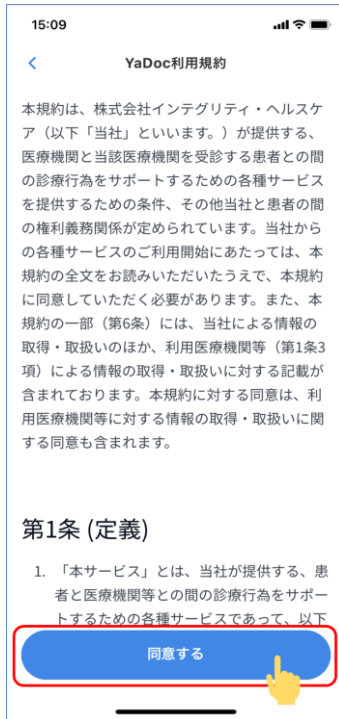 15:09
YaDoc利用規約
本規約は、株式会社インテグリティ・ヘルスケ
ア（以下「当社」といいます。）が提供する、
医療機関と当該医療機関を受診する患者との間
の診療行為をサポートするための各種サービス
を提供するための条件、その他当社と患者の間
の権利義務関係が定められています。当社から
の各種サービスのご利用開始にあたっては、本
規約の全文をお読みいただいたうえで、本規約
に同意していただく必要があります。また、本
規約の一部（第6条）には、当社による情報の
取得・取扱いのほか、利用医療機関等（第1条3
項）による情報の取得・取扱いに対する記載が
含まれております。本規約に対する同意は、利
用医療機関等に対する情報の取得・取扱いに関
する同意も含まれます。
第1条 (定義)
1. 「本サービス」とは、当社が提供する、患
者と医療機関等との間の診療行為をサポー
トするための各種サービスであって、以下
同意する